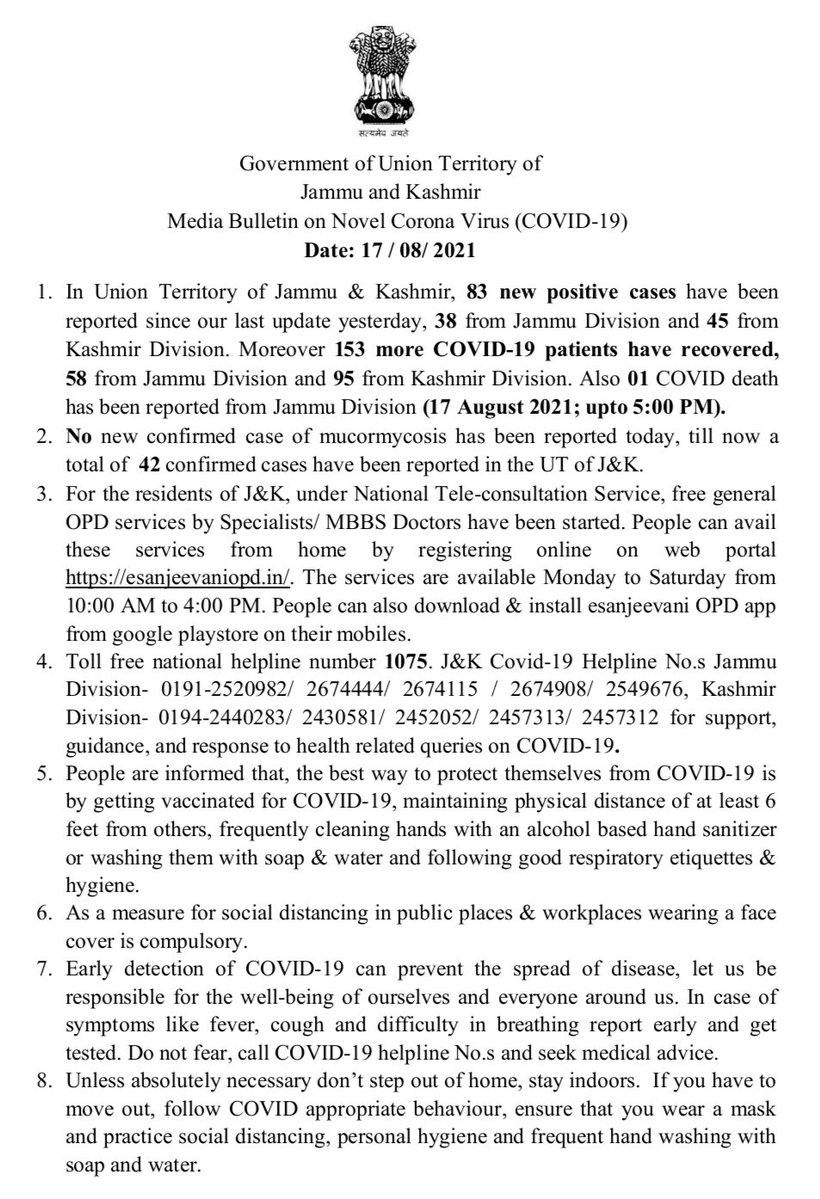 सत्यमेव जयते
Government of Union Territory of
Jammu and Kashmir
Media Bulletin on Novel Corona Virus (COVID-19)
Date: 17 / 08/ 2021
1. In Union Territory of Jammu & Kashmir, 83 new positive cases have been
reported since our last update yesterday, 38 from Jammu Division and 45 from
Kashmir Division. Moreover 153 more COVID-19 patients have recovered,
58 from Jammu Division and 95 from Kashmir Division. Also 01 COVID death
has been reported from Jammu Division (17 August 2021; upto 5:00 PM).
2. No new confirmed case of mucormycosis has been reported today, till now a
total of 42 confirmed cases have been reported in the UT of J&K.
3. For the residents of J&K, under National Tele-consultation Service, free general
OPD services by Specialists/ MBBS Doctors have been started. People can avail
these services from home by registering online on web portal
https://esanjeevaniopd.in/. The services are available Monday to Saturday from
10:00 AM to 4:00 PM. People can also download & install esanjeevani OPD app
from google playstore on their mobiles.
4. Toll free national helpline number 1075. J&K Covid-19 Helpline No.s Jammu
Division- 0191-2520982/ 2674444/ 2674115 / 2674908/ 2549676, Kashmir
Division- 0194-2440283/ 2430581/ 2452052/ 2457313/ 2457312 for support,
guidance, and response to health related queries on COVID-19.
5. People are informed that, the best way to protect themselves from COVID-19 is
by getting vaccinated for COVID-19, maintaining physical distance of at least 6
feet from others, frequently cleaning hands with an alcohol based hand sanitizer
or washing them with soap & water and following good respiratory etiquettes &
hygiene.
6. As a measure for social distancing in public places & workplaces wearing a face
cover is compulsory.
7. Early detection of COVID-19 can prevent the spread of disease, let us be
responsible for the well-being of ourselves and everyone around us. In case of
symptoms like fever, cough and difficulty in breathing report early and get
tested. Do not fear, call COVID-19 helpline No.s and seek medical advice.
8. Unless absolutely necessary don’t step out of home, stay indoors. If you have to
move out, follow COVID appropriate behaviour, ensure that you wear a mask
and practice social distancing, personal hygiene and frequent hand washing with
soap and water.